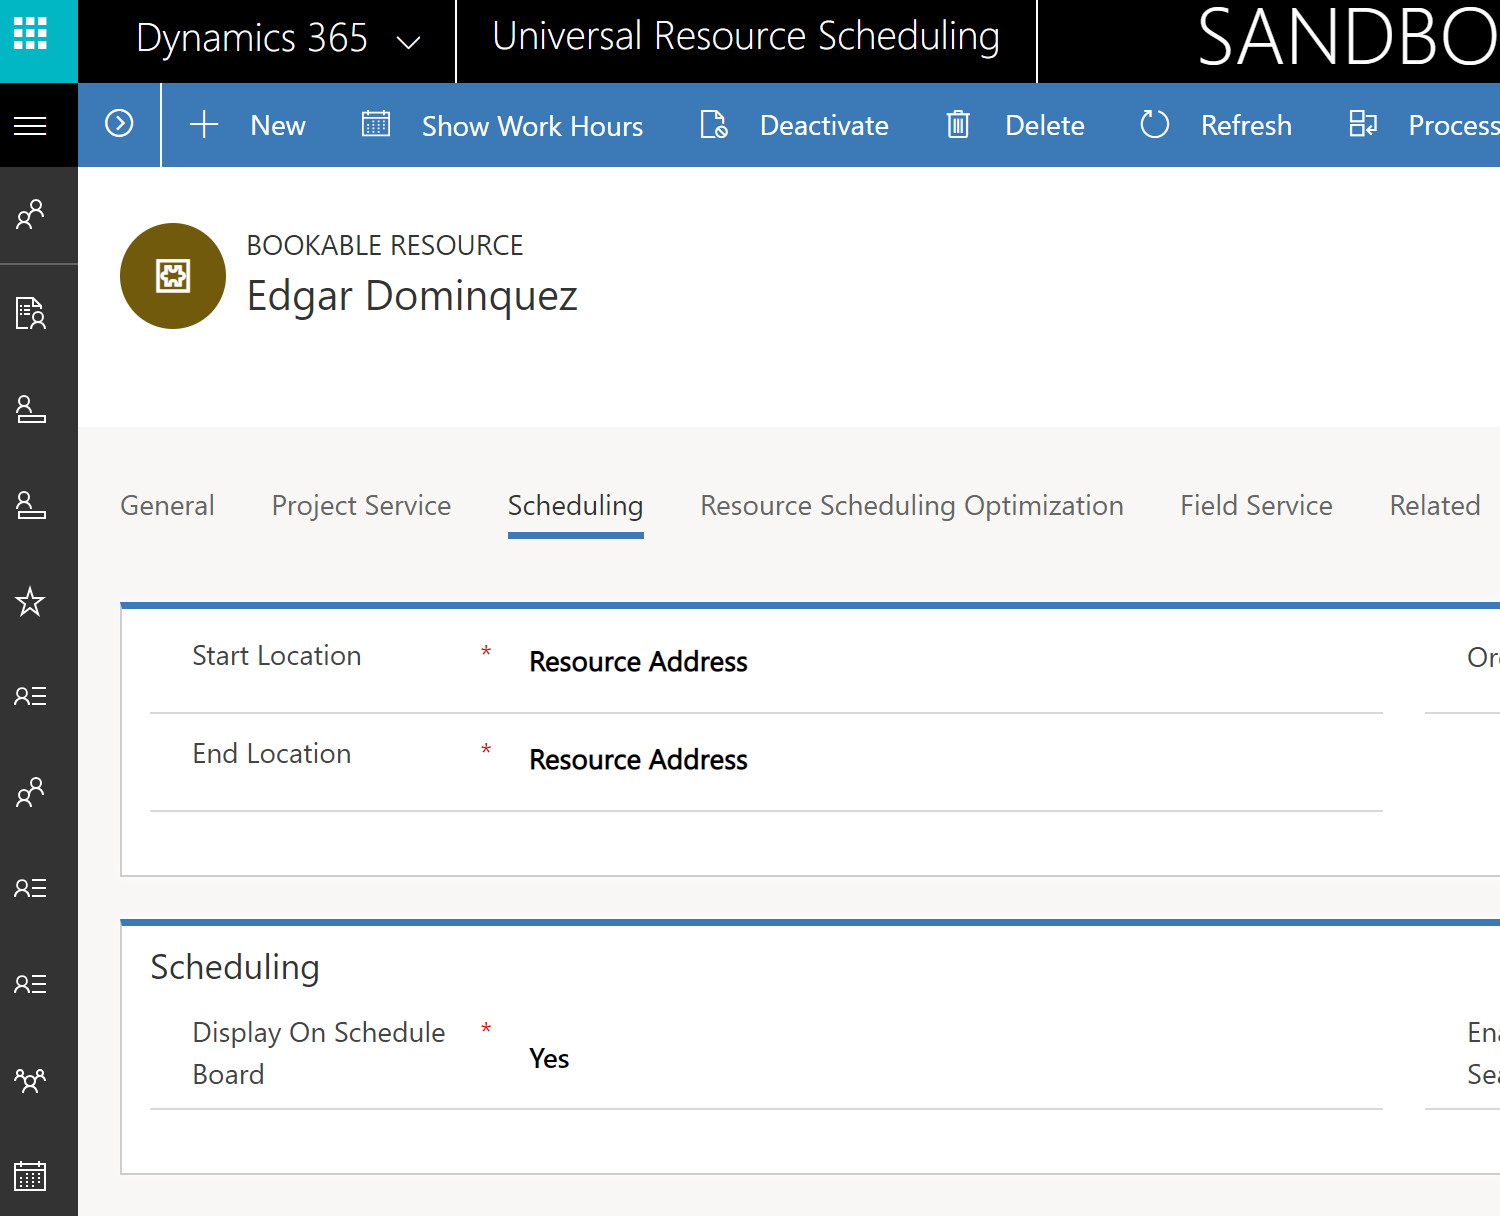 Dynamics 365 Universal Resource Scheduling SANDBO
New Show Work Hours Deactivate Delete Refresh Process
BOOKABLE RESOURCE
Edgar Dominquez
General Project Service Scheduling Resource Scheduling Optimization Field Service Related
Start Location * Resource Address Or
End Location * Resource Address
Scheduling
Display On Schedule * Ena
Board Yes Sea